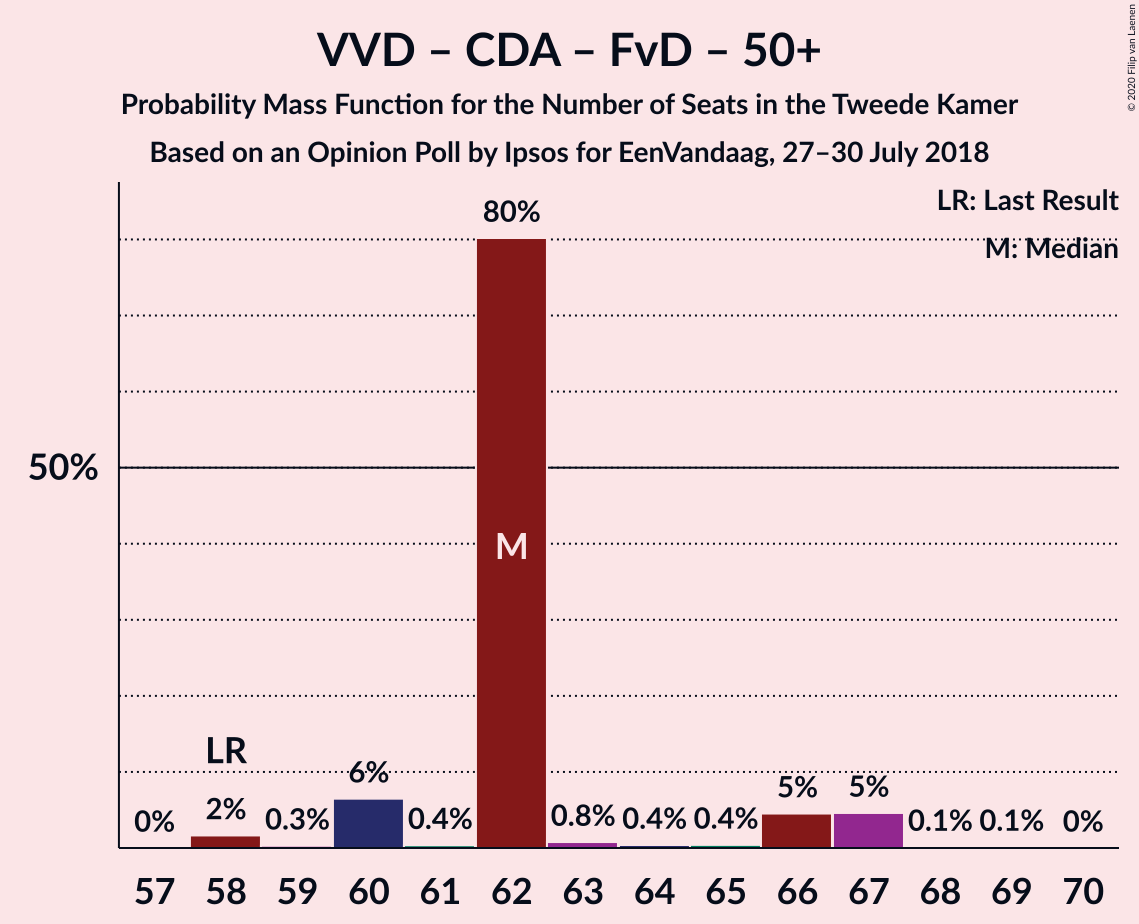 VVD – CDA – FvD – 50+
Probability Mass Function for the Number of Seats in the Tweede Kamer
Based on an Opinion Poll by Ipsos for EenVandaag, 27–30 July 2018
© 2020 Filip van Laenen
LR: Last Result
M: Median
50%
80%
M
LR
0% 2% 0.3% 6% 0.4% 0.8% 0.4% 0.4% 5% 5% 0.1% 0.1% 0%
57 58 59 60 61 62 63 64 65 66 67 68 69 70